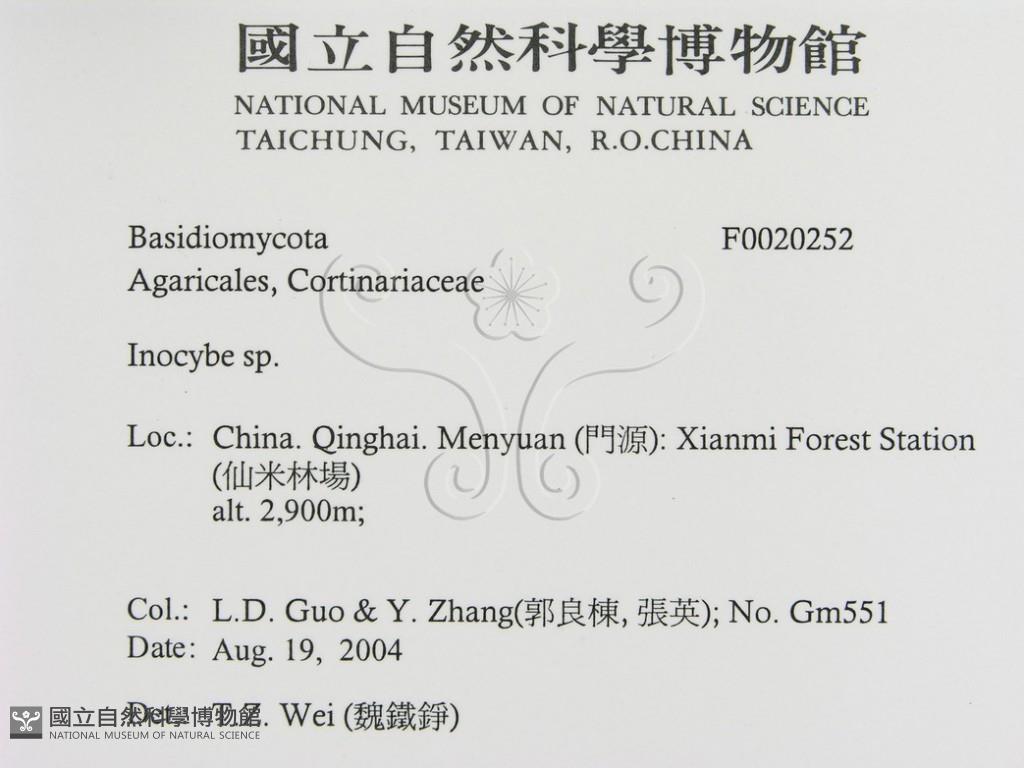 國立自然科學博物館
NATIONAL MUSEUM OF NATURAL SCIENCE
TAICHUNG, TAIWAN, R.O.CHINA
Basidiomycota F0020252
Agaricales, Cortinariaceae
Inocybe sp.
Loc.: China. Qinghai. Menyuan (門源): Xianmi Forest Station
(仙米林場)
alt. 2,900m;
Col.: L.D. Guo & Y. Zhang(郭良棟, 張英); No. Gm551
Date: Aug. 19, 2004
Det.: T.Z. Wei (魏鐵錚)
國立自然科學博物館
NATIONAL MUSEUM OF NATURAL SCIENCE